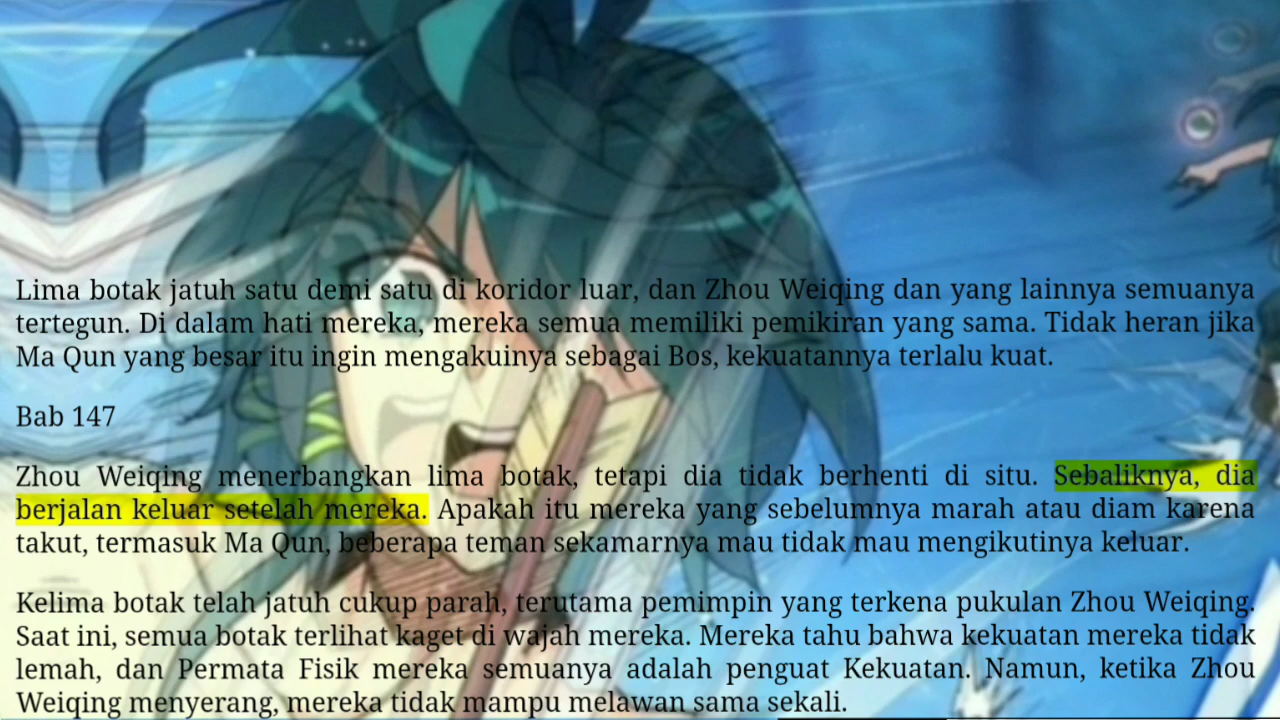 Lima botak jatuh satu demi satu di koridor luar, dan Zhou Weiqing dan yang lainnya semuanya
tertegun. Di dalam hati mereka, mereka semua memiliki pemikiran yang sama. Tidak heran jika
Ma Qun yang besar itu ingin mengakuinya sebagai Bos, kekuatannya terlalu kuat.
Bab 147
Zhou Weiqing menerbangkan lima botak, tetapi dia tidak berhenti di situ. Sebaliknya, dia
berjalan keluar setelah mereka. Apakah itu mereka yang sebelumnya marah atau diam karena
takut, termasuk Ma Qun, beberapa teman sekamarnya mau tidak mau mengikutinya keluar.
Kelima botak telah jatuh cukup parah, terutama pemimpin yang terkena pukulan Zhou Weiqing.
Saat ini, semua botak terlihat kaget di wajah mereka. Mereka tahu bahwa kekuatan mereka tidak
lemah, dan Permata Fisik mereka semuanya adalah penguat Kekuatan. Namun, ketika Zhou
Weiqing menyerang, mereka tidak mampu melawan sama sekali.